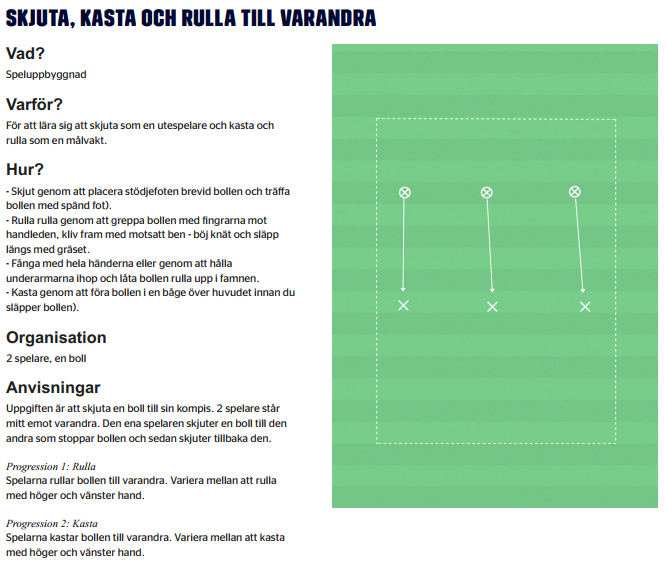 SKJUTA, KASTA OCH RULLA TILL VARANDRA
Vad?
Speluppbyggnad
Varför?
För att lära sig att skjuta som en utespelare och kasta och
rulla som en målvakt.
Hur?
- Skjut genom att placera stödjefoten brevid bollen och träffa
bollen med spänd fot).
- Rulla rulla genom att greppa bollen med fingrarna mot
handleden, kliv fram med motsatt ben - böj knät och släpp
längs med gräset.
- Fånga med hela händerna eller genom att hålla
underarmarna ihop och låta bollen rulla upp i famnen.
- Kasta genom att föra bollen i en båge över huvudet innan du
släpper bollen).
Organisation
2 spelare, en boll
Anvisningar
Uppgiften är att skjuta en boll till sin kompis. 2 spelare står
mitt emot varandra. Den ena spelaren skjuter en boll till den
andra som stoppar bollen och sedan skjuter tillbaka den.
Progression 1: Rulla
Spelarna rullar bollen till varandra. Variera mellan att rulla
med höger och vänster hand.
Progression 2: Kasta
Spelarna kastar bollen till varandra. Variera mellan att kasta
med höger och vänster hand.